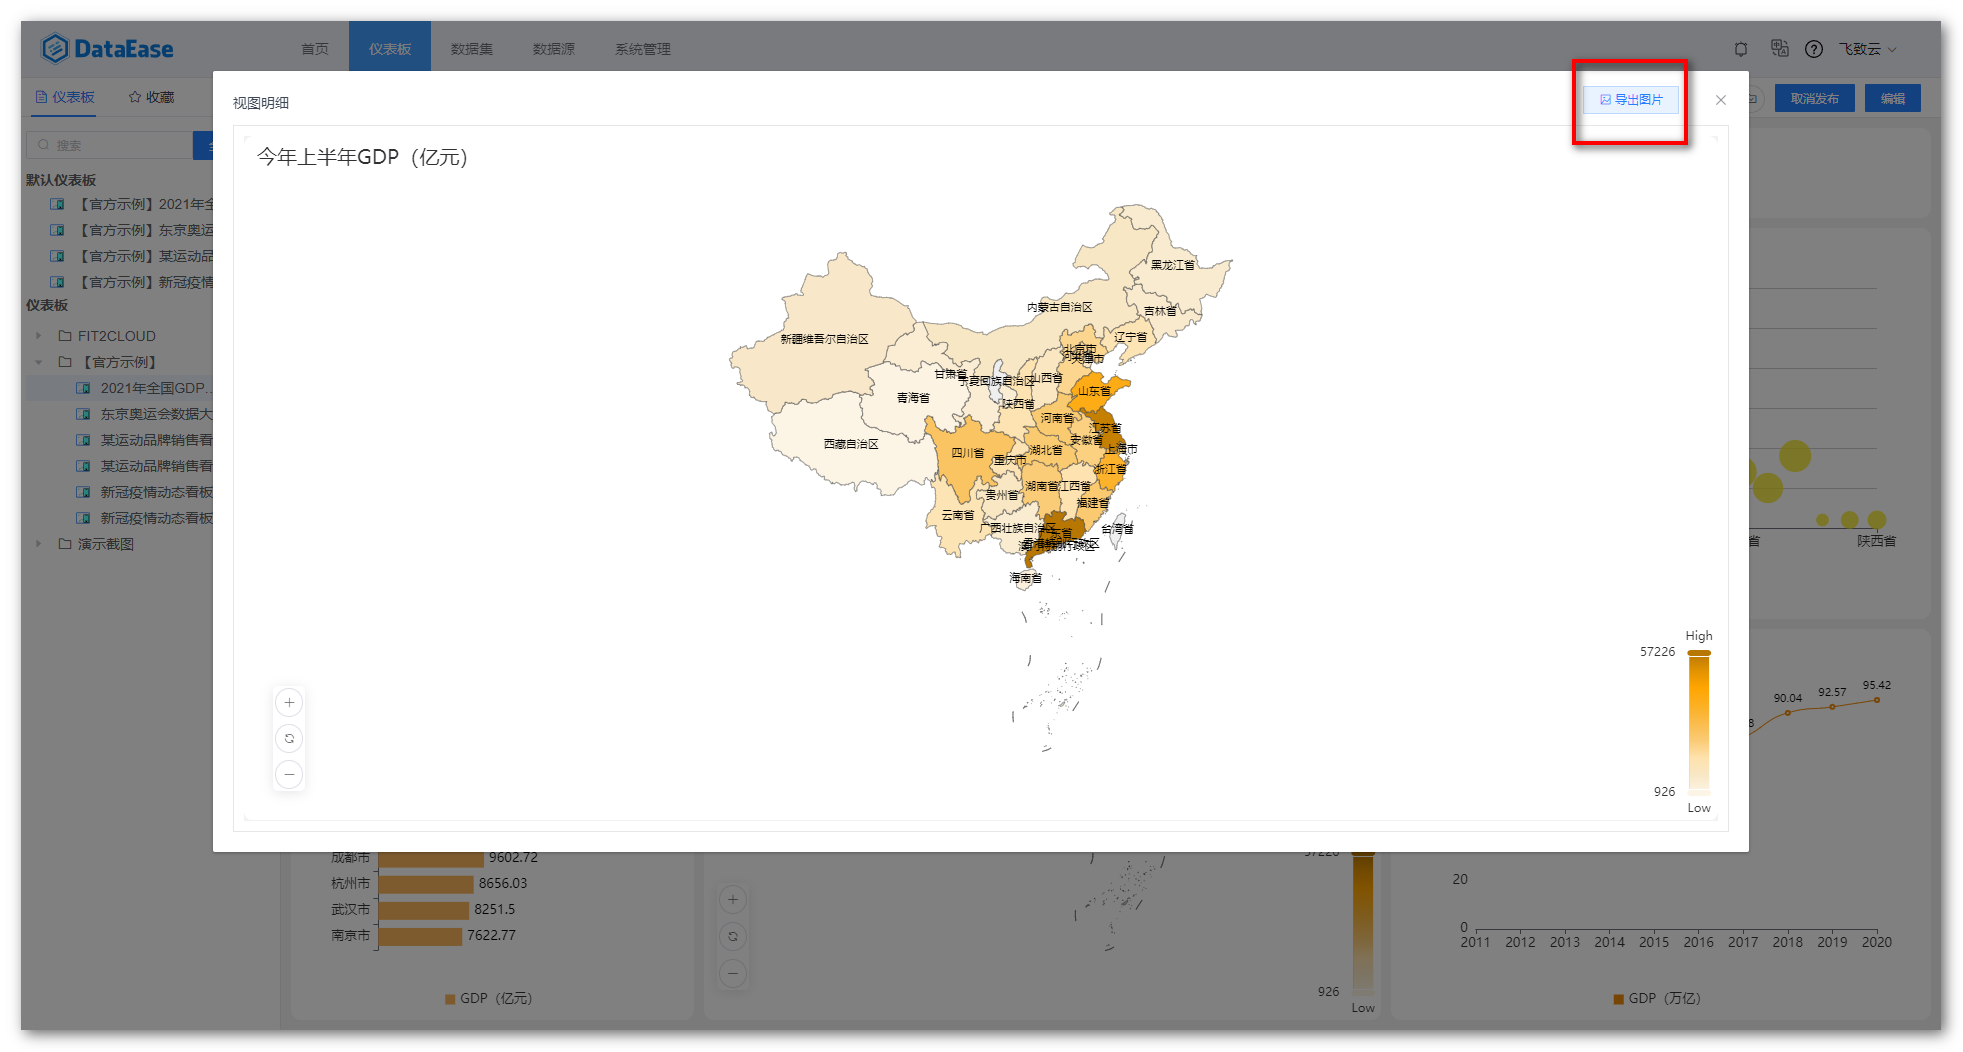 DataEase
首页
仪表板
数据集
数据源
系统管理
飞致云
仪表板
收藏
取消发布
编辑
搜索
默认仪表板
【官方示例】2021年全
【官方示例】东京奥运
【官方示例】某运动品
【官方示例】新冠疫情
仪表板
FIT2CLOUD
【官方示例】
2021年全国GDP...
东京奥运会数据大
某运动品牌销售看
某运动品牌销售看
新冠疫情动态看板
新冠疫情动态看板
演示截图
视图明细
导出图片
今年上半年GDP（亿元）
黑龙江省
内蒙古自治区
吉林省
新疆维吾尔自治区
辽宁省
北京市
天津市
甘肃省
宁夏回族自治区
山西省
青海省
山东省
陕西省
河南省
江苏省
西藏自治区
安徽省
四川省
湖北省
上海市
重庆市
浙江省
湖南省
江西省
贵州省
福建省
云南省
广西壮族自治区
广东省
台湾省
海南省
High
57226
926
Low
陕西省
90.04
92.57
95.42
成都市
9602.72
杭州市
8656.03
武汉市
8251.5
南京市
7622.77
GDP（亿元）
926
Low
20
0
2011
2012
2013
2014
2015
2016
2017
2018
2019
2020
GDP（万亿）